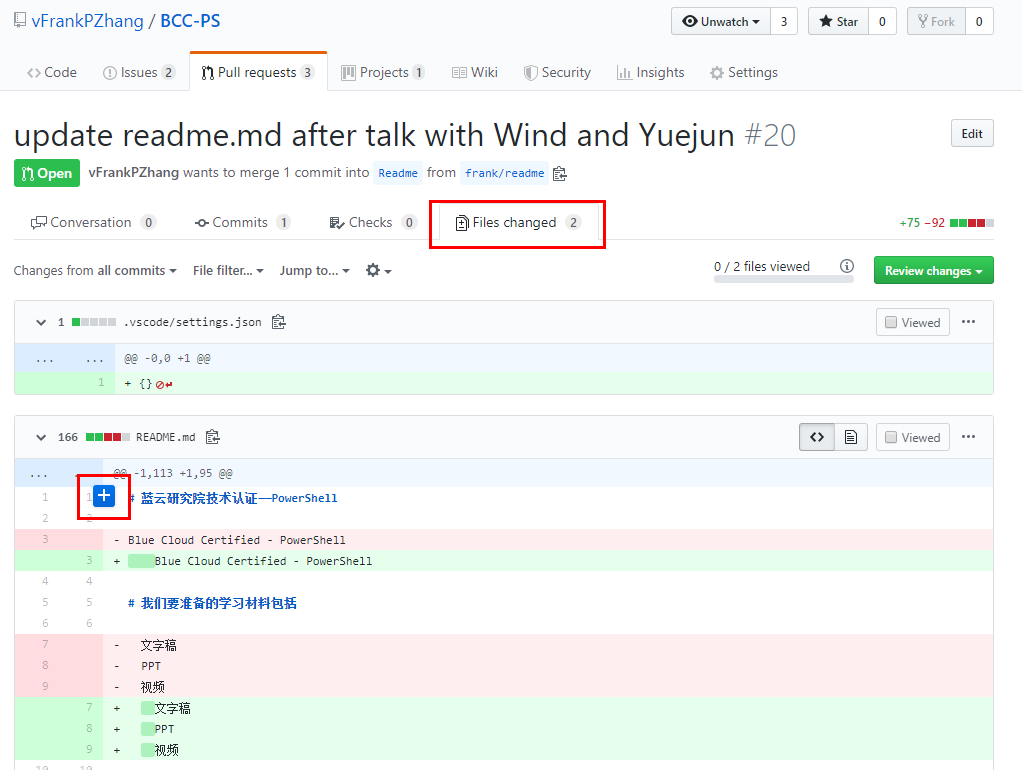 vFrankPZhang / BCC-PS
Unwatch 3 Star 0 Fork 0
Code Issues 2 Pull requests 3 Projects 1 Wiki Security Insights Settings
update readme.md after talk with Wind and Yuejun #20
Edit
Open vFrankPZhang wants to merge 1 commit into Readme from frank/readme
Conversation 0 Commits 1 Checks 0 Files changed 2 +75 −92
Changes from all commits File filter... Jump to... 0 / 2 files viewed Review changes
1 .vscode/settings.json Viewed
... ... @@ -0,0 +1 @@
1 + {}
166 README.md Viewed
... @@ -1,113 +1,95 @@
1 1 # 蓝云研究院技术认证——PowerShell
2 2
3 - Blue Cloud Certified - PowerShell
3 + Blue Cloud Certified - PowerShell
4 4
5 5 # 我们要准备的学习材料包括
6 6
7 - 文字稿
8 - PPT
9 - 视频
7 + 文字稿
8 + PPT
9 + 视频
10 10